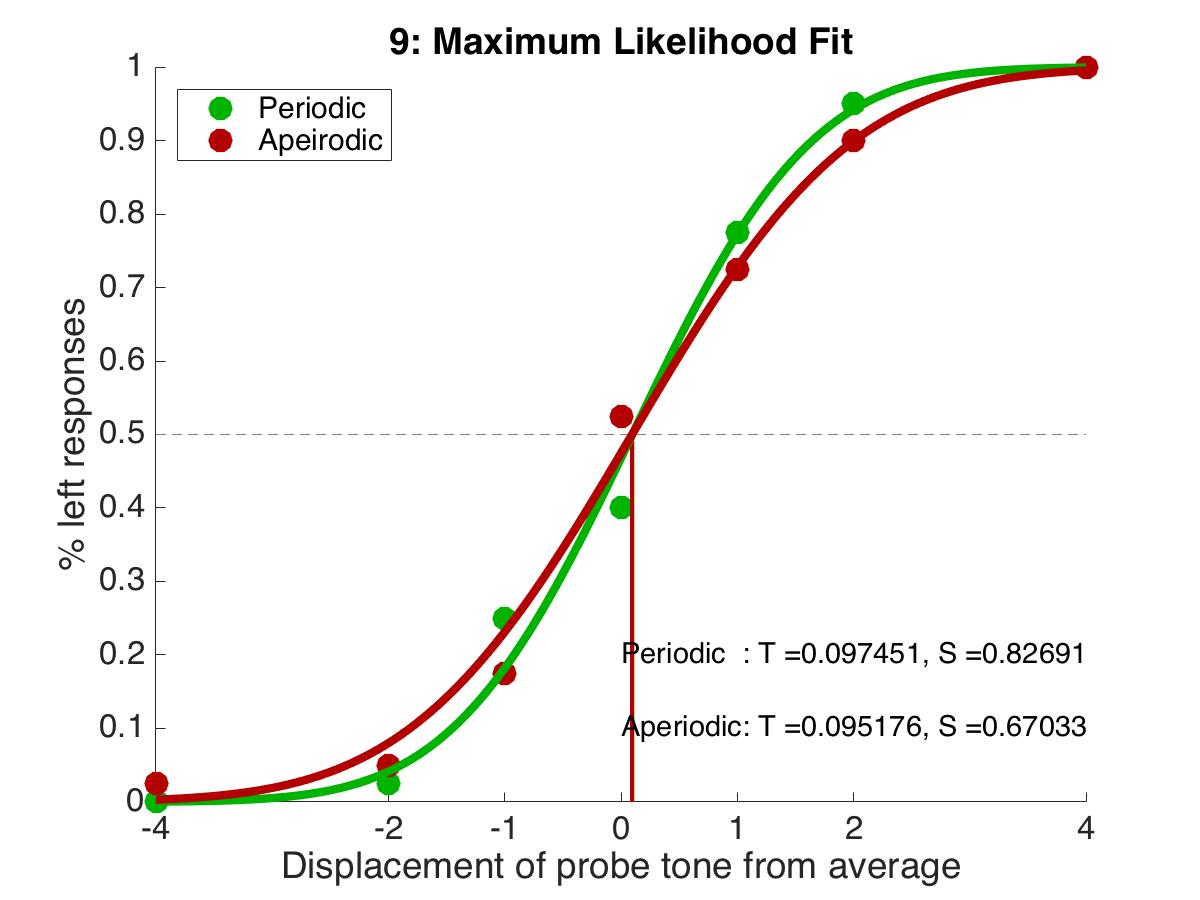 9: Maximum Likelihood Fit
1
Periodic
Apeirodic
0.9
0.8
0.7
0.6
0.5
0.4
0.3
0.2
0.1
0
% left responses
Periodic : T =0.097451, S =0.82691
Aperiodic: T =0.095176, S =0.67033
-4 -2 -1 0 1 2 4
Displacement of probe tone from average